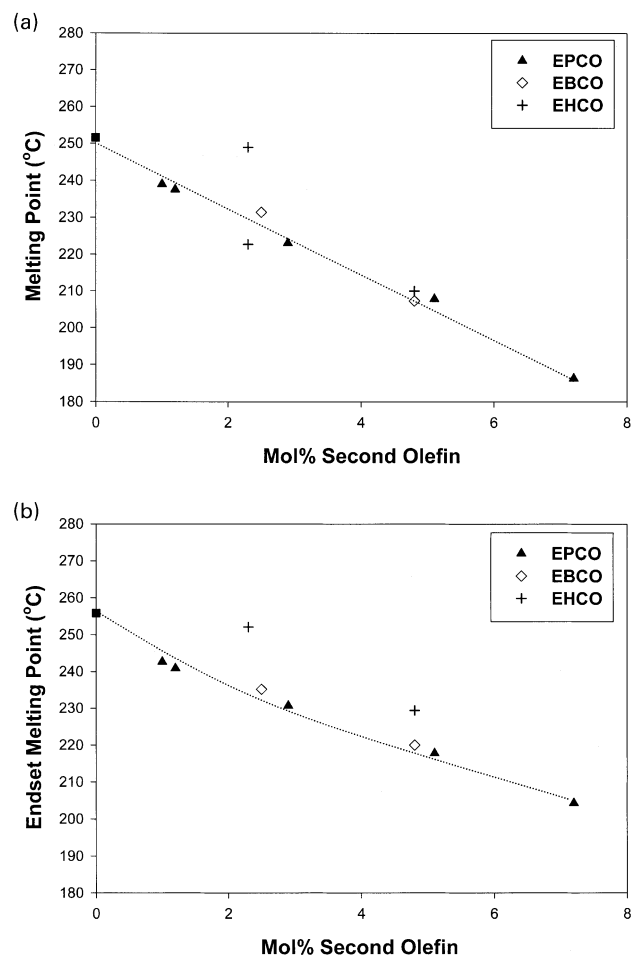 (a)
280
270
260
250
240
230
220
210
200
190
180
Melting Point (°C)
EPCO
EBCO
EHCO
0 2 4 6 8
Mol% Second Olefin
(b)
280
270
260
250
240
230
220
210
200
190
180
Endset Melting Point (°C)
EPCO
EBCO
EHCO
0 2 4 6 8
Mol% Second Olefin